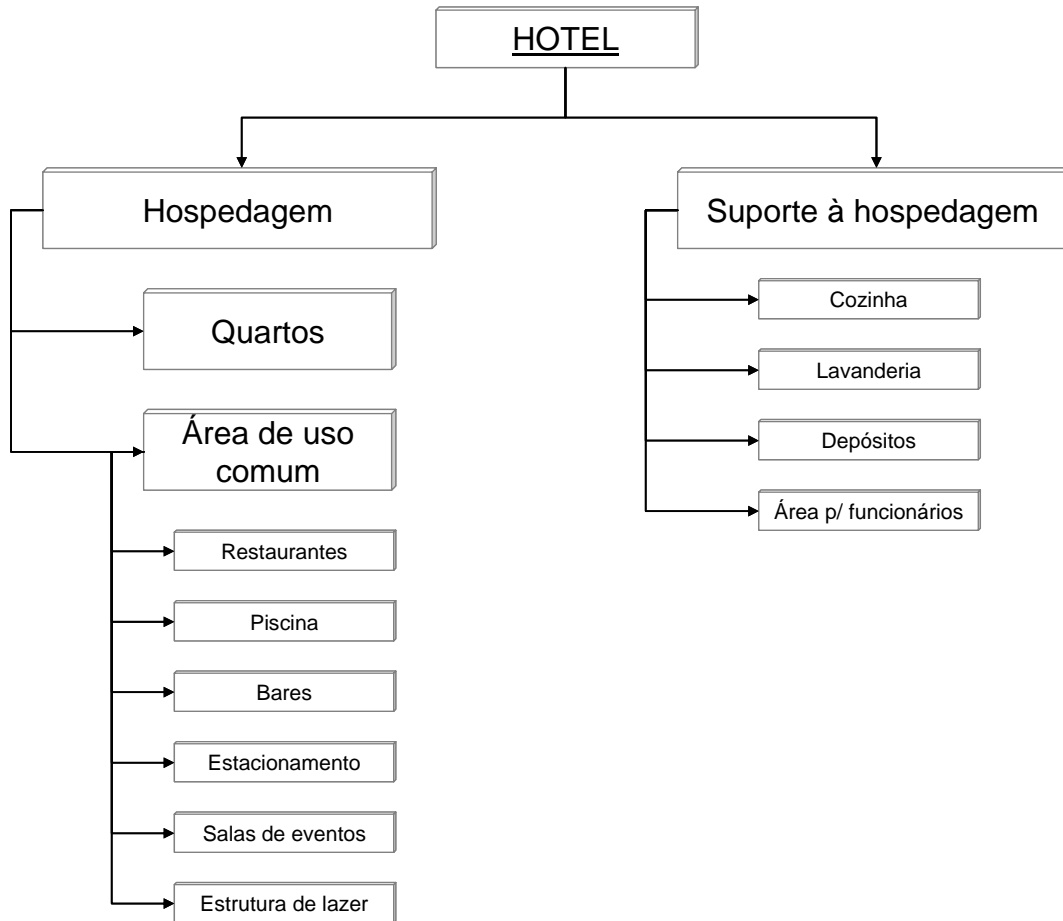 HOTEL
Hospedagem
Quartos
Área de uso
comum
Restaurantes
Piscina
Bares
Estacionamento
Salas de eventos
Estrutura de lazer
Suporte à hospedagem
Cozinha
Lavanderia
Depósitos
Área p/ funcionários